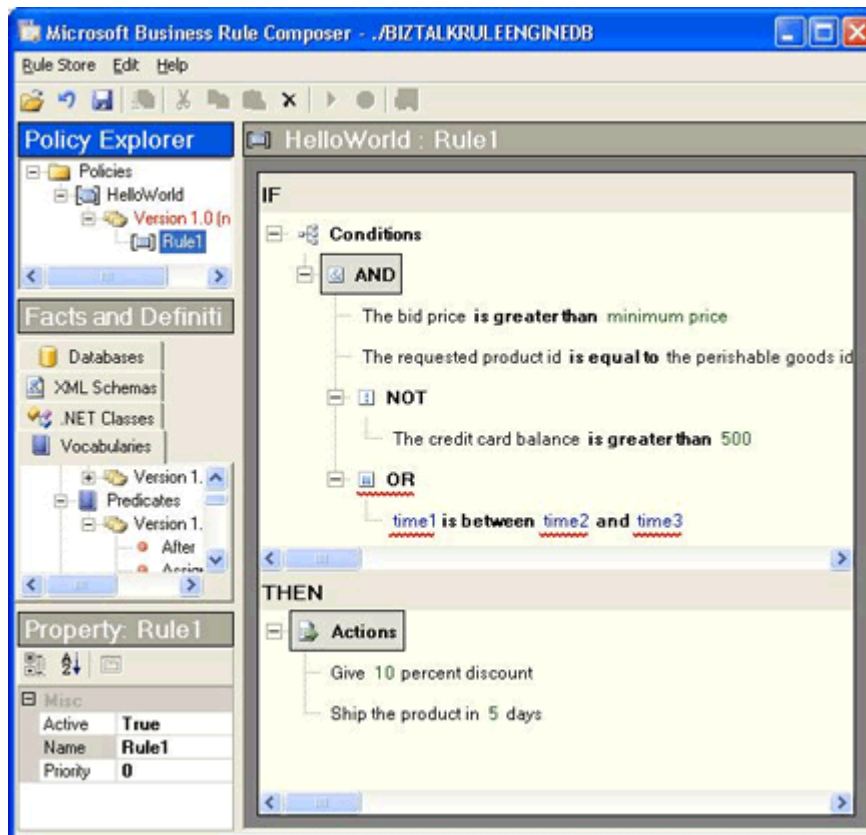 Microsoft Business Rule Composer - ./BIZTALKRULEENGINEDB
Rule Store Edit Help
Policy Explorer
Policies
HelloWorld
Version 1.0 (n
Rule1
Facts and Definiti
Databases
XML Schemas
.NET Classes
Vocabularies
Version 1.
Predicates
Version 1.
After
Property: Rule1
Misc
Active True
Name Rule1
Priority 0
HelloWorld : Rule1
IF
Conditions
AND
The bid price is greater than minimum price
The requested product id is equal to the perishable goods id
NOT
The credit card balance is greater than 500
OR
time1 is between time2 and time3
THEN
Actions
Give 10 percent discount
Ship the product in 5 days